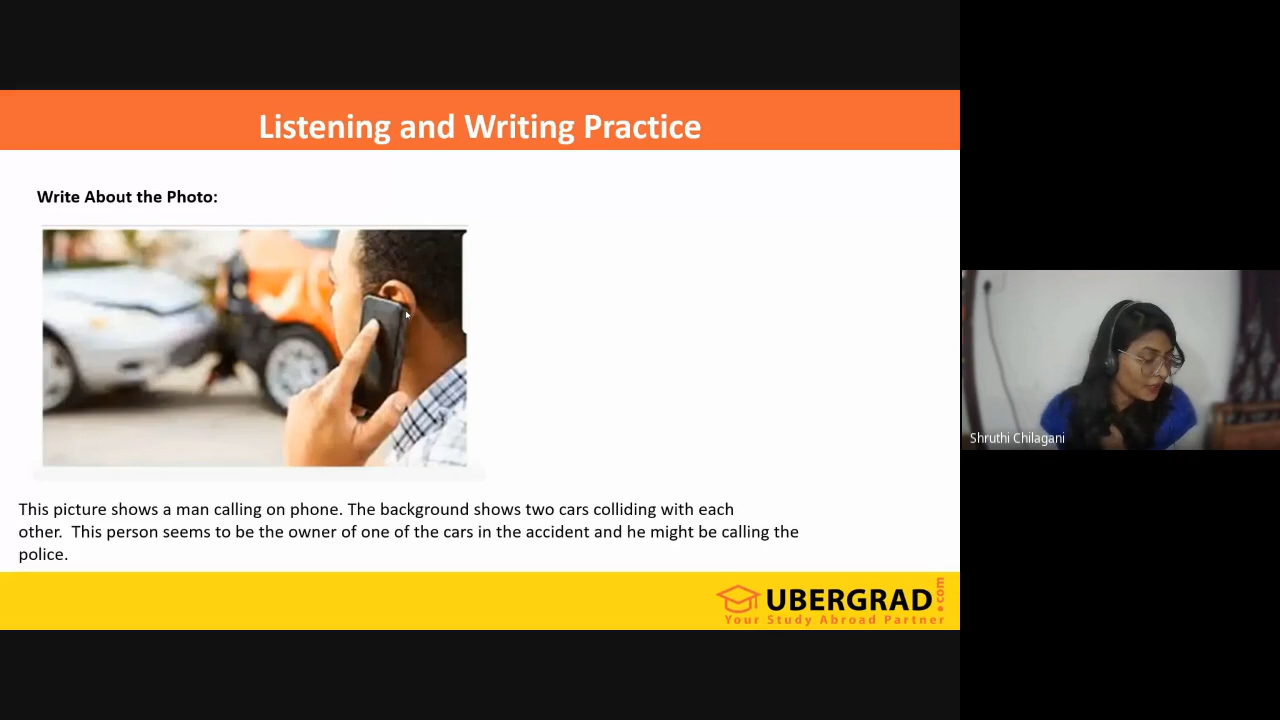 Listening and Writing Practice
Write About the Photo:
This picture shows a man calling on phone. The background shows two cars colliding with each
other.  This person seems to be the owner of one of the cars in the accident and he might be calling the
police.
UBERGRAD.com
Your Study Abroad Partner
Shruthi Chilagani